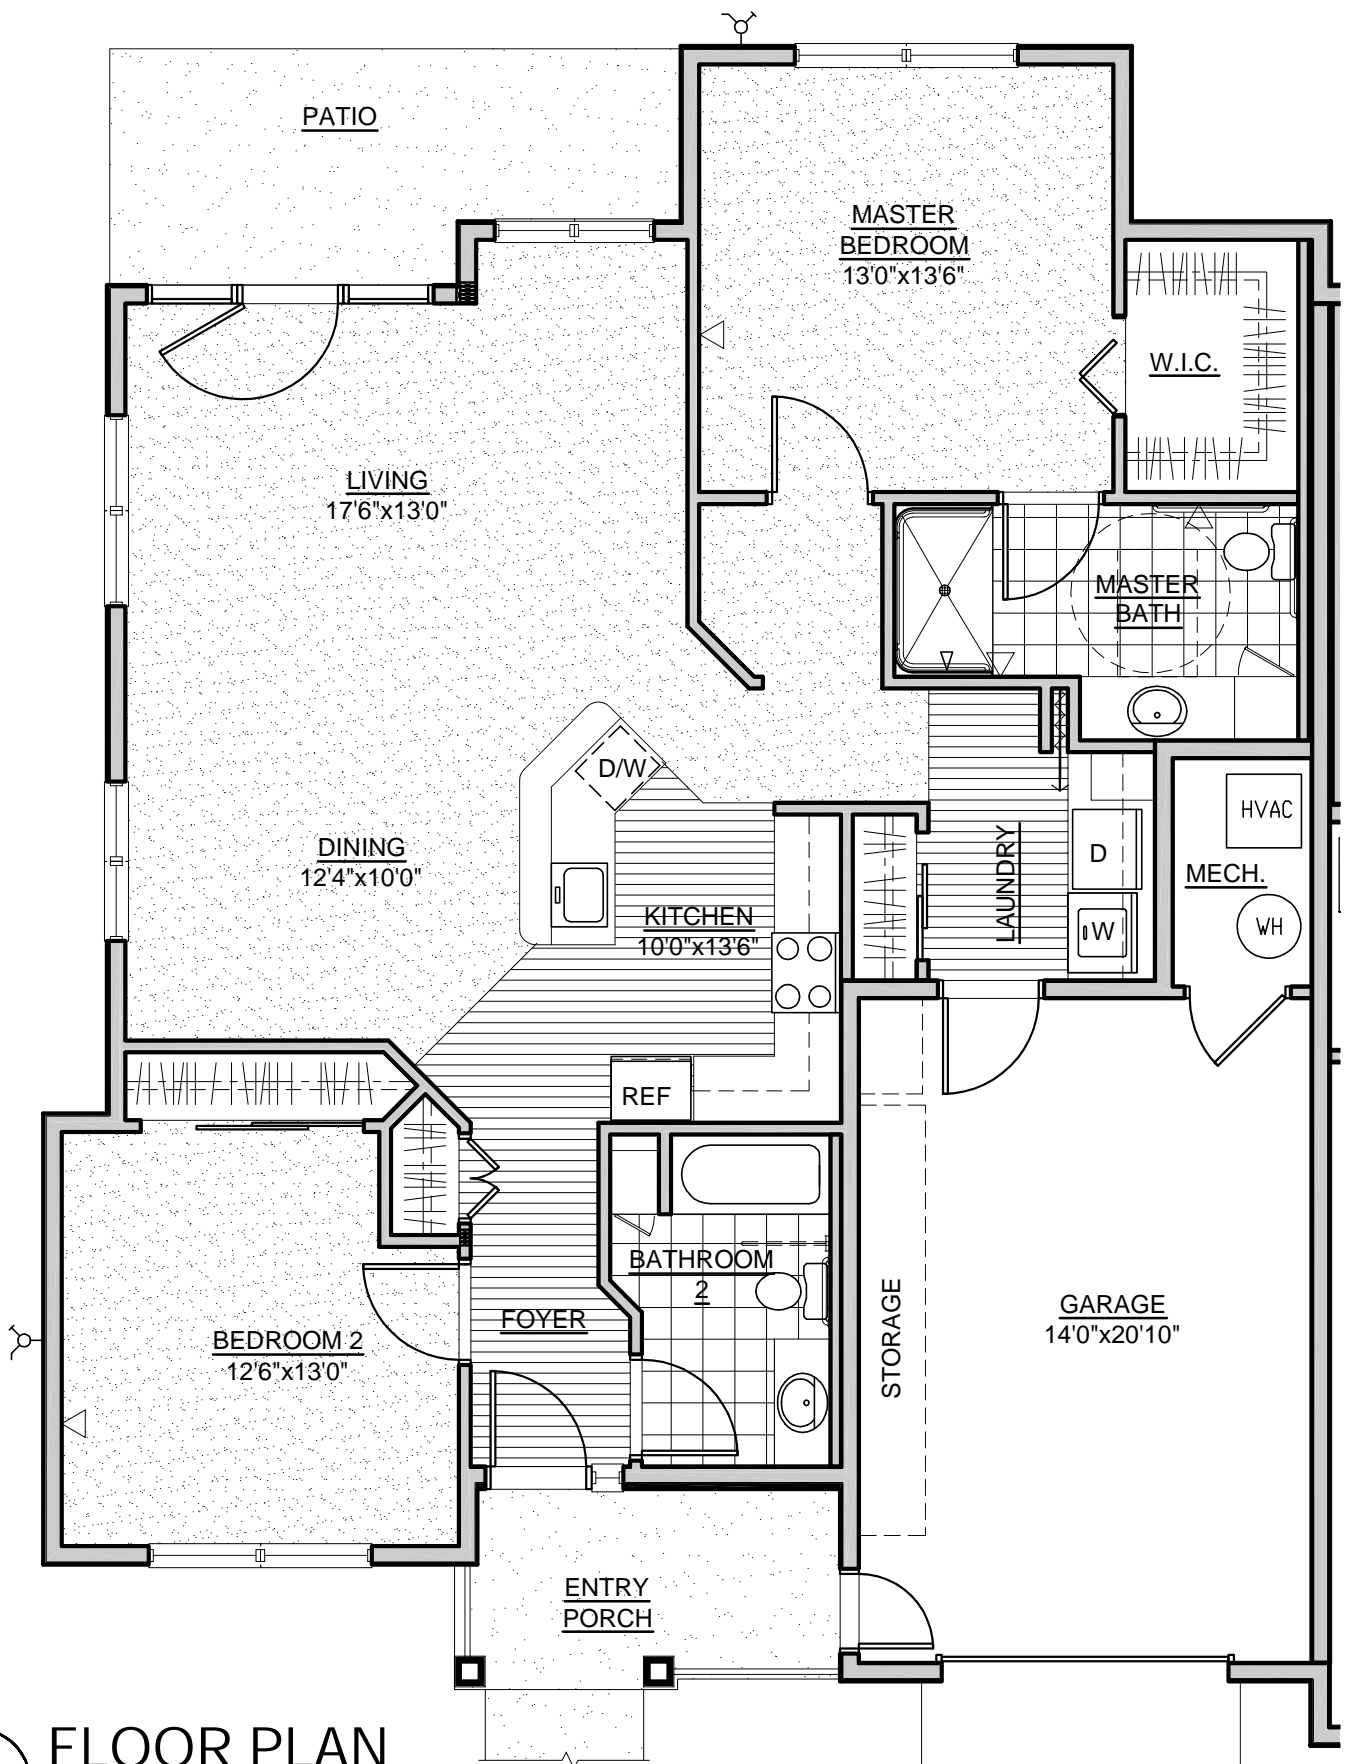 PATIO
MASTER
BEDROOM
13'0"x13'6"
W.I.C.
LIVING
17'6"x13'0"
MASTER
BATH
D/W
HVAC
DINING
12'4"x10'0"
LAUNDRY
D
MECH.
KITCHEN
10'0"x13'6"
W
WH
REF
BATHROOM
2
STORAGE
GARAGE
14'0"x20'10"
FOYER
BEDROOM 2
12'6"x13'0"
ENTRY
PORCH
FLOOR PLAN